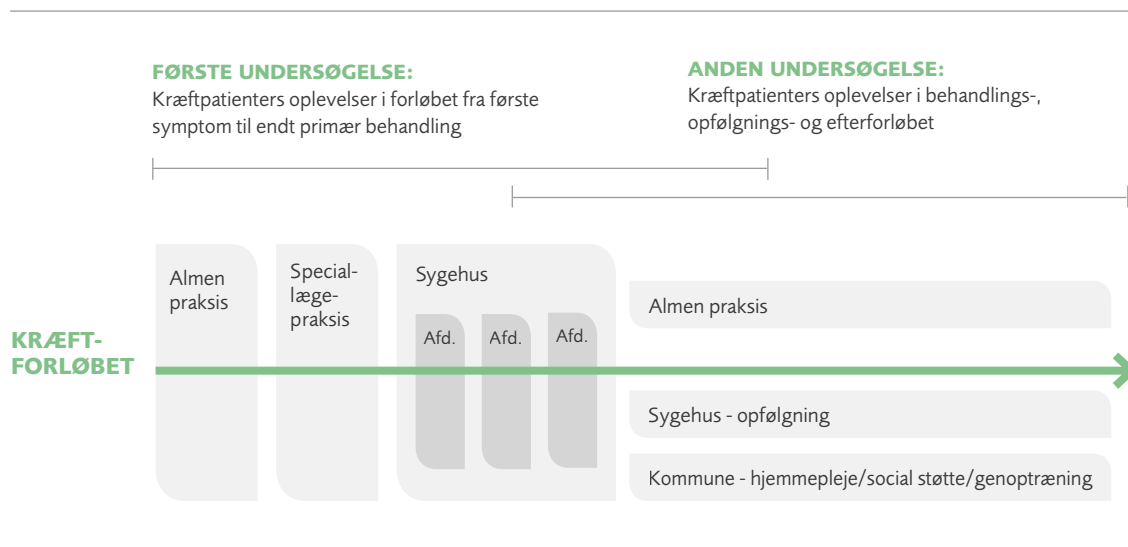 FØRSTE UNDERSØGELSE:
Kræftpatienters oplevelser i forløbet fra første
symptom til endt primær behandling
ANDEN UNDERSØGELSE:
Kræftpatienters oplevelser i behandlings-,
opfølgnings- og efterforløbet
KRÆFT-
FORLØBET
Almen
praksis
Special-
læge-
praksis
Sygehus
Afd.
Afd.
Afd.
Almen praksis
Sygehus - opfølgning
Kommune - hjemmepleje/social støtte/genoptræning